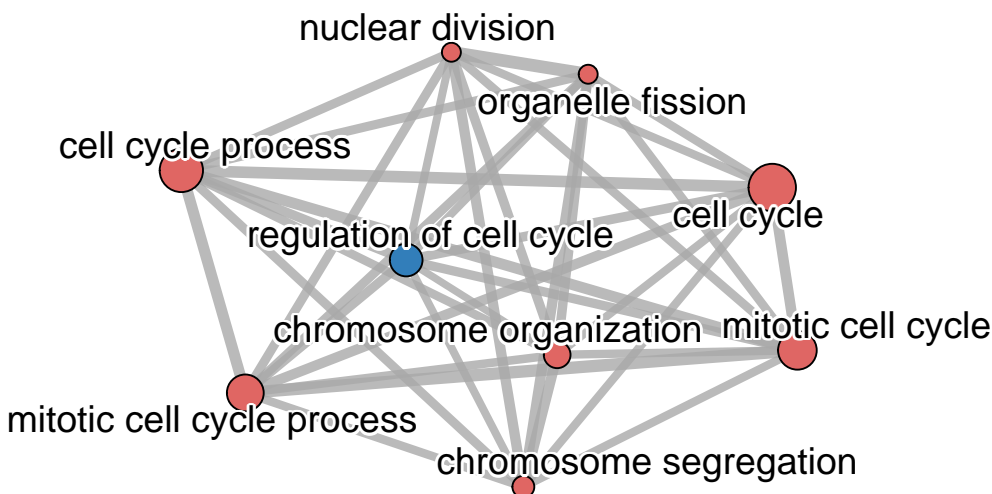 nuclear division
organelle fission
cell cycle process
cell cycle
regulation of cell cycle
chromosome organization
mitotic cell cycle
mitotic cell cycle process
chromosome segregation